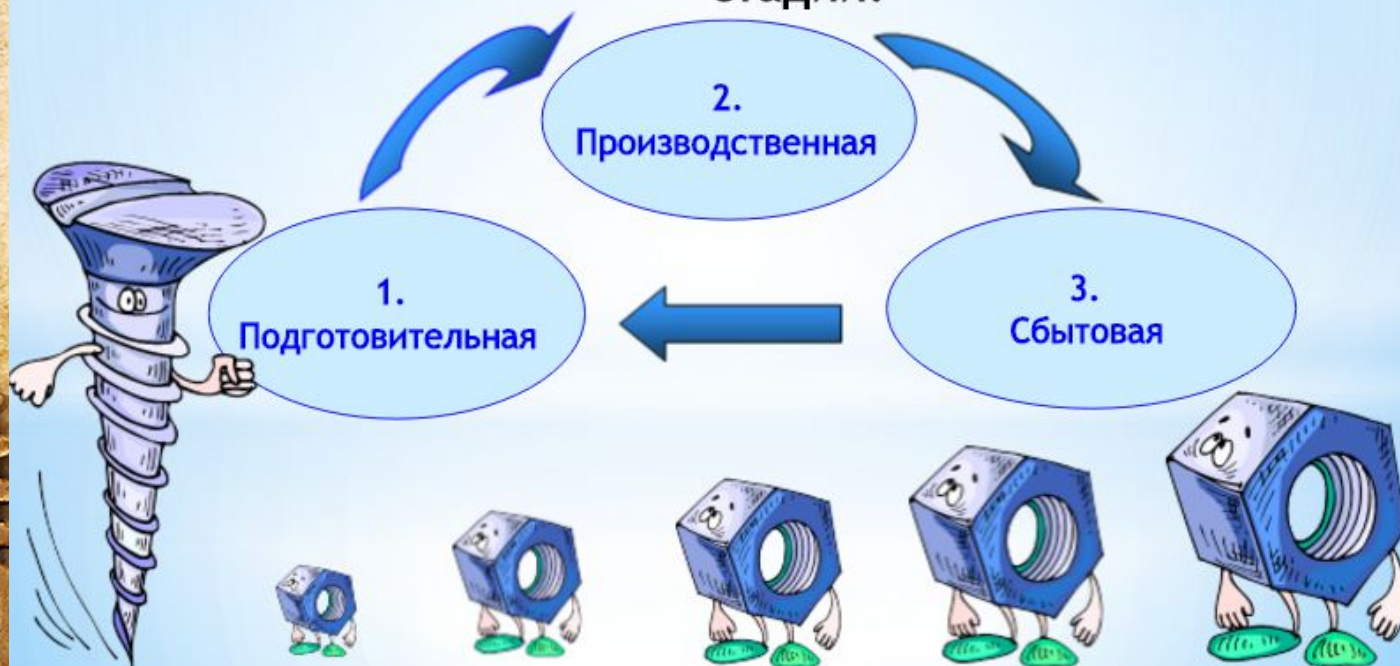 2.
Производственная
1.
Подготовительная
3.
Сбытовая